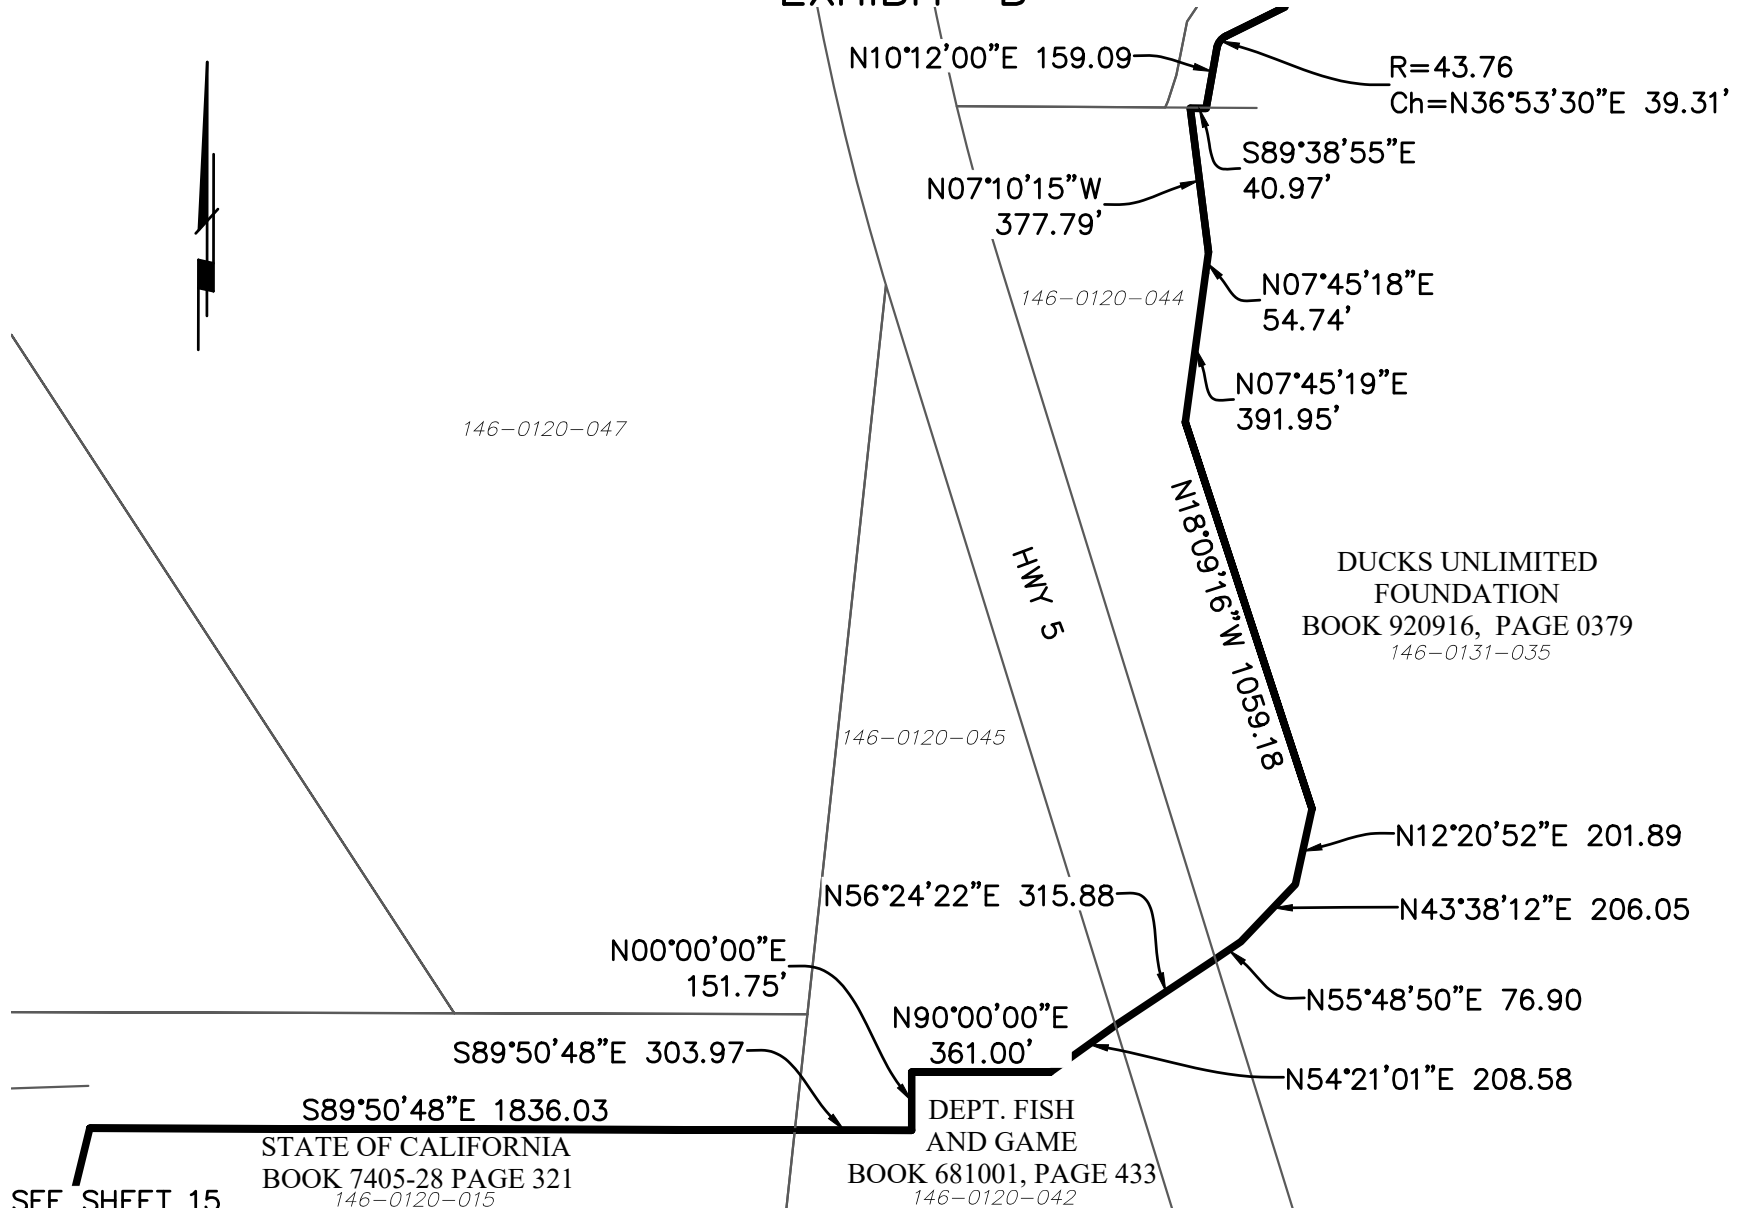 N10°12'00"E 159.09
R=43.76
Ch=N36°53'30"E 39.31'
S89°38'55"E
40.97'
N07°10'15"W
377.79'
146-0120-044
N07°45'18"E
54.74'
N07°45'19"E
391.95'
146-0120-047
N18°09'16"W 1059.18
HWY 5
DUCKS UNLIMITED
FOUNDATION
BOOK 920916, PAGE 0379
146-0131-035
146-0120-045
N12°20'52"E 201.89
N56°24'22"E 315.88
N43°38'12"E 206.05
N00°00'00"E
151.75'
N55°48'50"E 76.90
N90°00'00"E
361.00'
S89°50'48"E 303.97
N54°21'01"E 208.58
S89°50'48"E 1836.03
STATE OF CALIFORNIA
BOOK 7405-28 PAGE 321
146-0120-015
DEPT. FISH
AND GAME
BOOK 681001, PAGE 433
146-0120-042
SEE SHEET 15